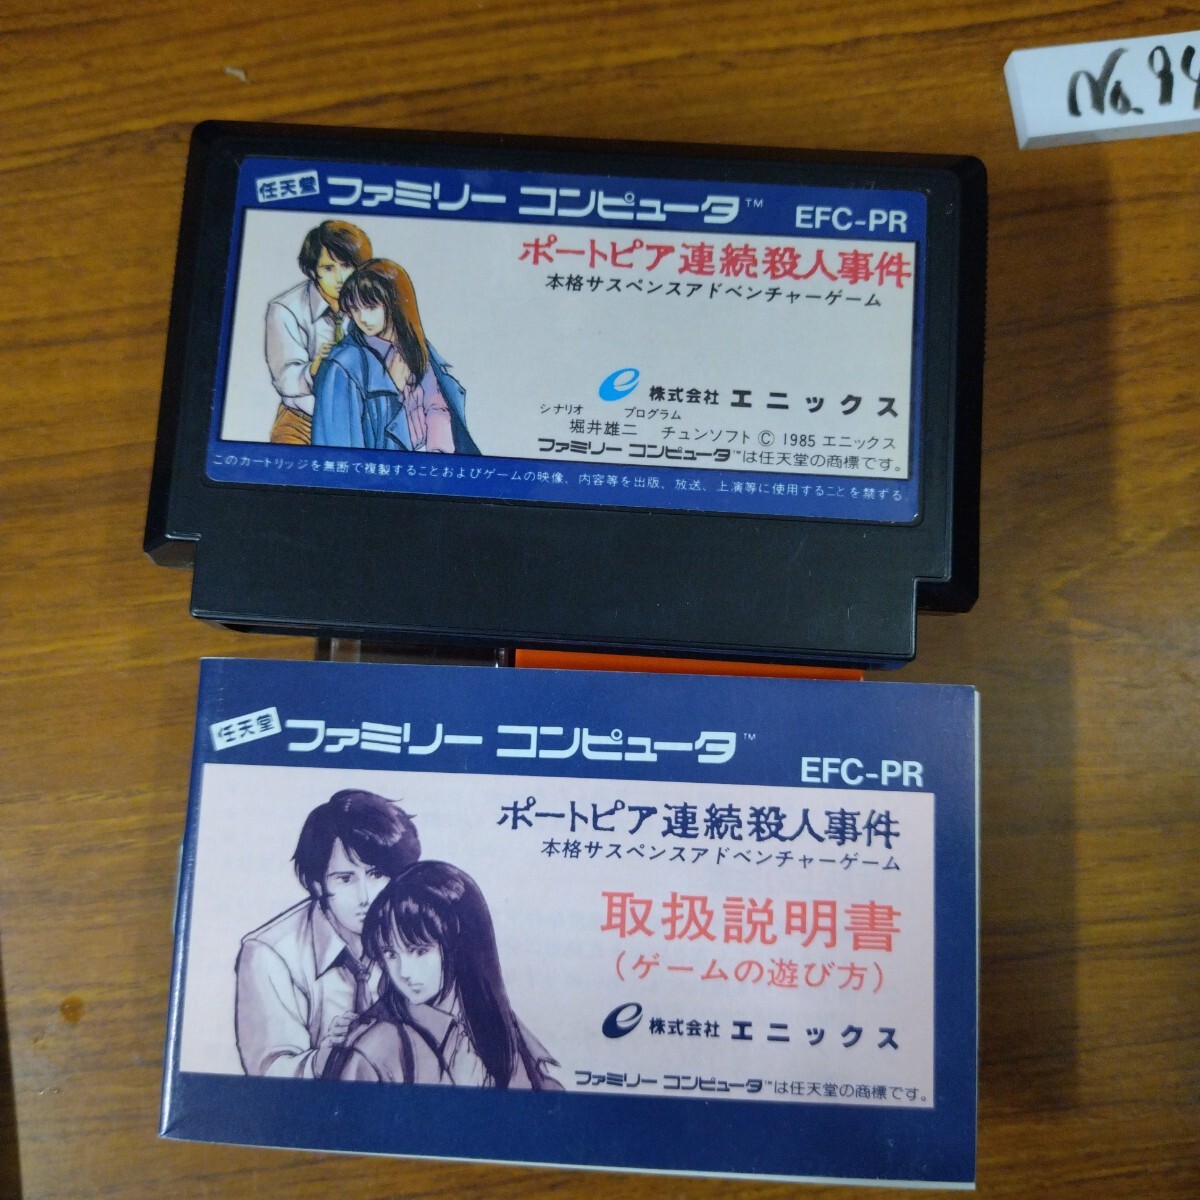 任天堂 ファミリー コンピュータ™ EFC-PR
ポートピア連続殺人事件
本格サスペンスアドベンチャーゲーム
e 株式会社 エニックス
シナリオ プログラム
堀井雄二 チュンソフト © 1985 エニックス
ファミリー コンピュータ™は任天堂の商標です。
このカートリッジを無断で複製することおよびゲームの映像、内容等を出版、放送、上演等に使用することを禁ずる
任天堂 ファミリー コンピュータ™ EFC-PR
ポートピア連続殺人事件
本格サスペンスアドベンチャーゲーム
取扱説明書
(ゲームの遊び方)
e 株式会社 エニックス
ファミリー コンピュータ™は任天堂の商標です。